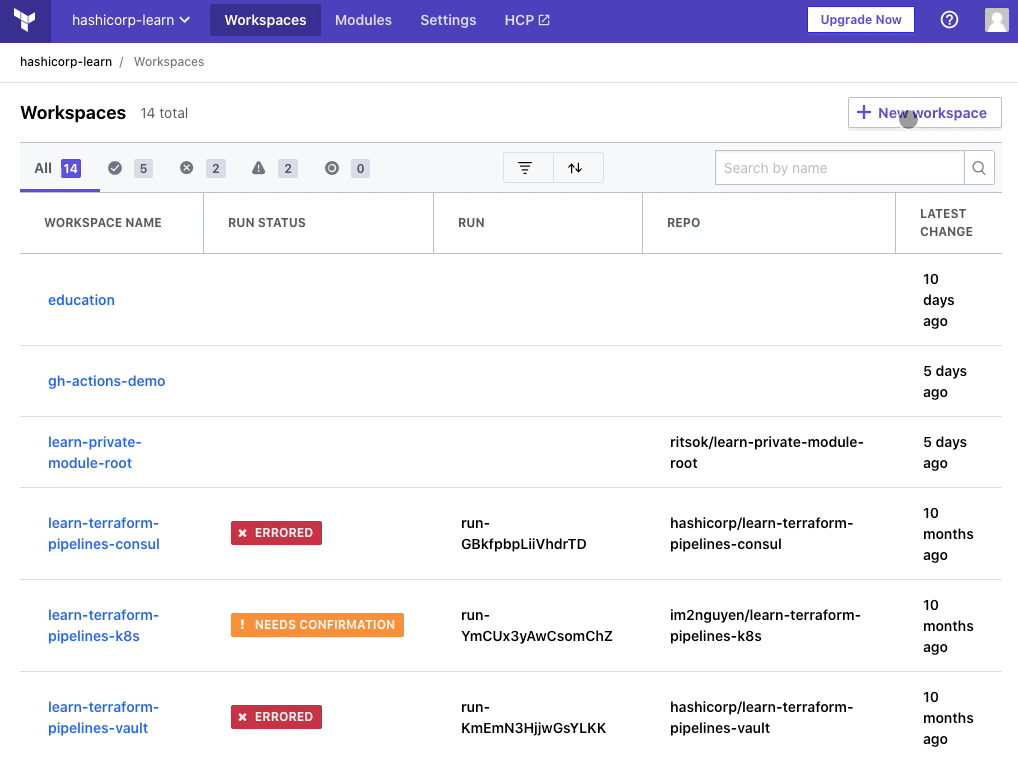 hashicorp-learn Workspaces Modules Settings HCP Upgrade Now
hashicorp-learn / Workspaces
Workspaces 14 total + New workspace
All 14 5 2 2 0 Search by name
WORKSPACE NAME RUN STATUS RUN REPO LATEST
CHANGE
education 10
days
ago
gh-actions-demo 5 days
ago
learn-private- ritsok/learn-private-module- 5 days
module-root root ago
learn-terraform- ERRORED run- hashicorp/learn-terraform- 10
pipelines-consul GBkfpbpLiiVhdrTD pipelines-consul months
ago
learn-terraform- ! NEEDS CONFIRMATION run- im2nguyen/learn-terraform- 10
pipelines-k8s YmCUx3yAwCsomChZ pipelines-k8s months
ago
learn-terraform- ERRORED run- hashicorp/learn-terraform- 10
pipelines-vault KmEmN3HjjwGsYLKK pipelines-vault months
ago